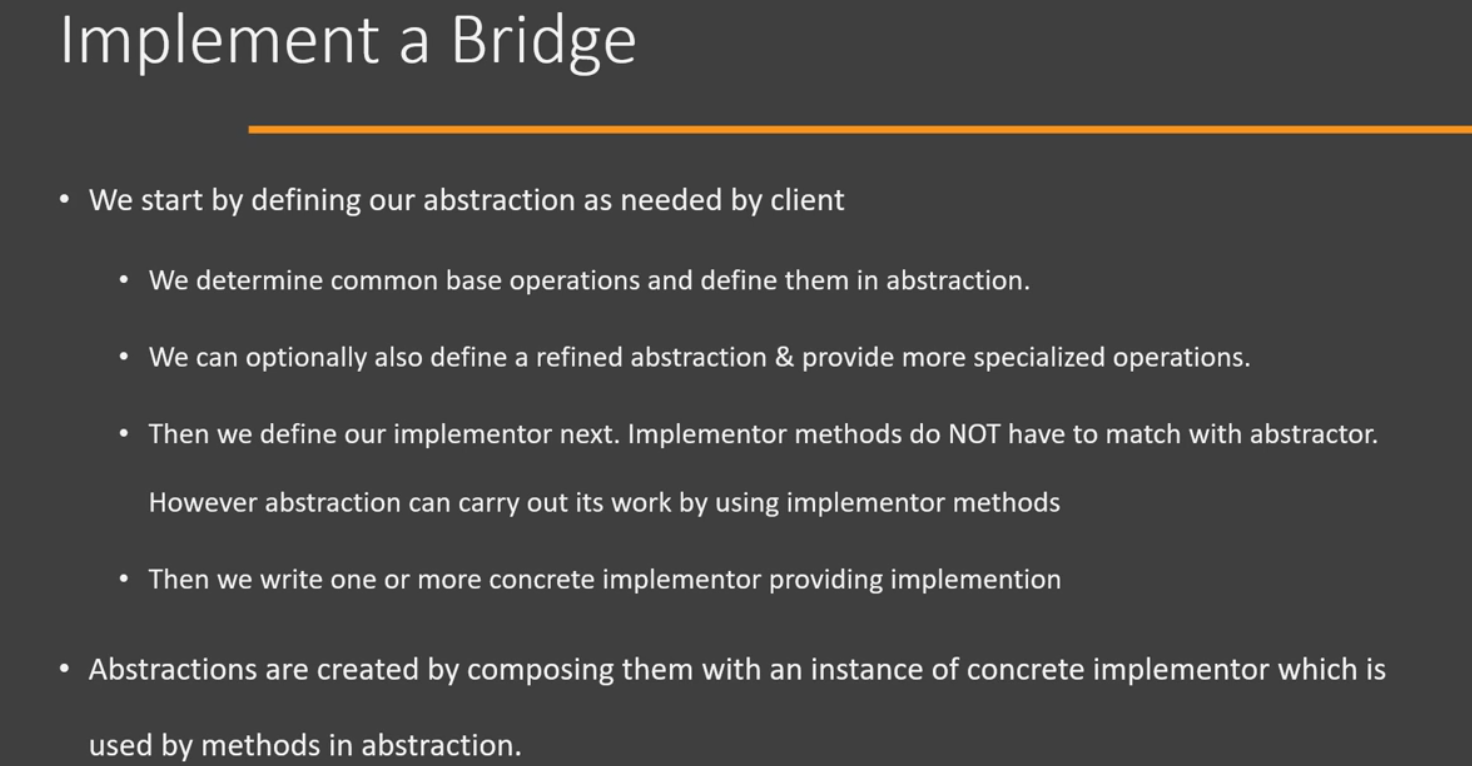 Implement a Bridge
• We start by defining our abstraction as needed by client
• We determine common base operations and define them in abstraction.
• We can optionally also define a refined abstraction & provide more specialized operations.
• Then we define our implementor next. Implementor methods do NOT have to match with abstractor.
However abstraction can carry out its work by using implementor methods
• Then we write one or more concrete implementor providing implemention
• Abstractions are created by composing them with an instance of concrete implementor which is
used by methods in abstraction.